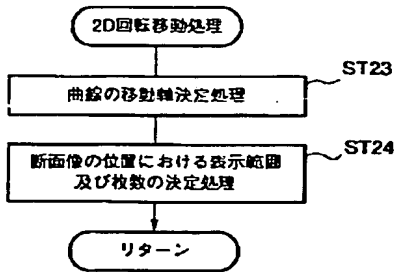 2D回転移動処理
ST23
曲線の移動軸決定処理
ST24
断面像の位置における表示範囲
及び枚数の決定処理
リターン